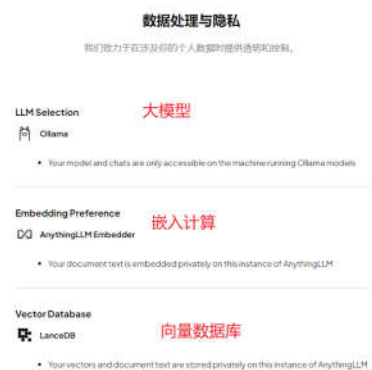 数据处理与隐私
我们致力于在涉及你的个人数据时提供透明和控制。
LLM Selection 大模型
Ollama
• Your model and chats are only accessible on the machine running Ollama models
Embedding Preference 嵌入计算
AnythingLLM Embedder
• Your document text is embedded privately on this instance of AnythingLLM
Vector Database 向量数据库
LanceDB
• Your vectors and document text are stored privately on this instance of AnythingLLM